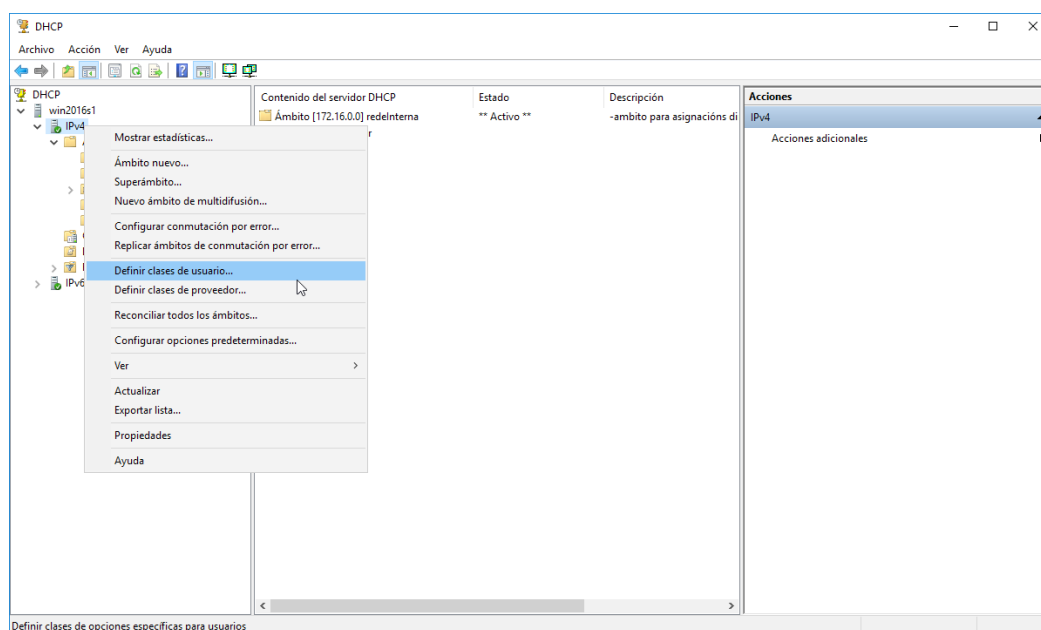 DHCP
Archivo Acción Ver Ayuda
DHCP
win2016s1
IPv4
IPv6
Mostrar estadísticas...
Ámbito nuevo...
Superámbito...
Nuevo ámbito de multidifusión...
Configurar conmutación por error...
Replicar ámbitos de conmutación por error...
Definir clases de usuario...
Definir clases de proveedor...
Reconciliar todos los ámbitos...
Configurar opciones predeterminadas...
Ver
Actualizar
Exportar lista...
Propiedades
Ayuda
Contenido del servidor DHCP Estado Descripción
Ámbito [172.16.0.0] redeInterna ** Activo ** -ambito para asignacións di
Acciones
IPv4
Acciones adicionales
Definir clases de opciones específicas para usuarios